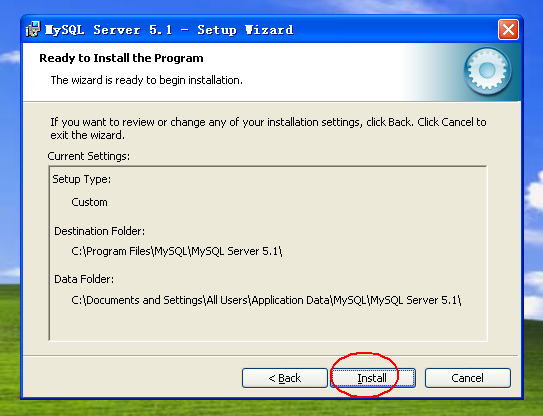 MySQL Server 5.1 - Setup Wizard
Ready to Install the Program
The wizard is ready to begin installation.
If you want to review or change any of your installation settings, click Back. Click Cancel to
exit the wizard.
Current Settings:
Setup Type:
Custom
Destination Folder:
C:\Program Files\MySQL\MySQL Server 5.1\
Data Folder:
C:\Documents and Settings\All Users\Application Data\MySQL\MySQL Server 5.1\
< Back
Install
Cancel